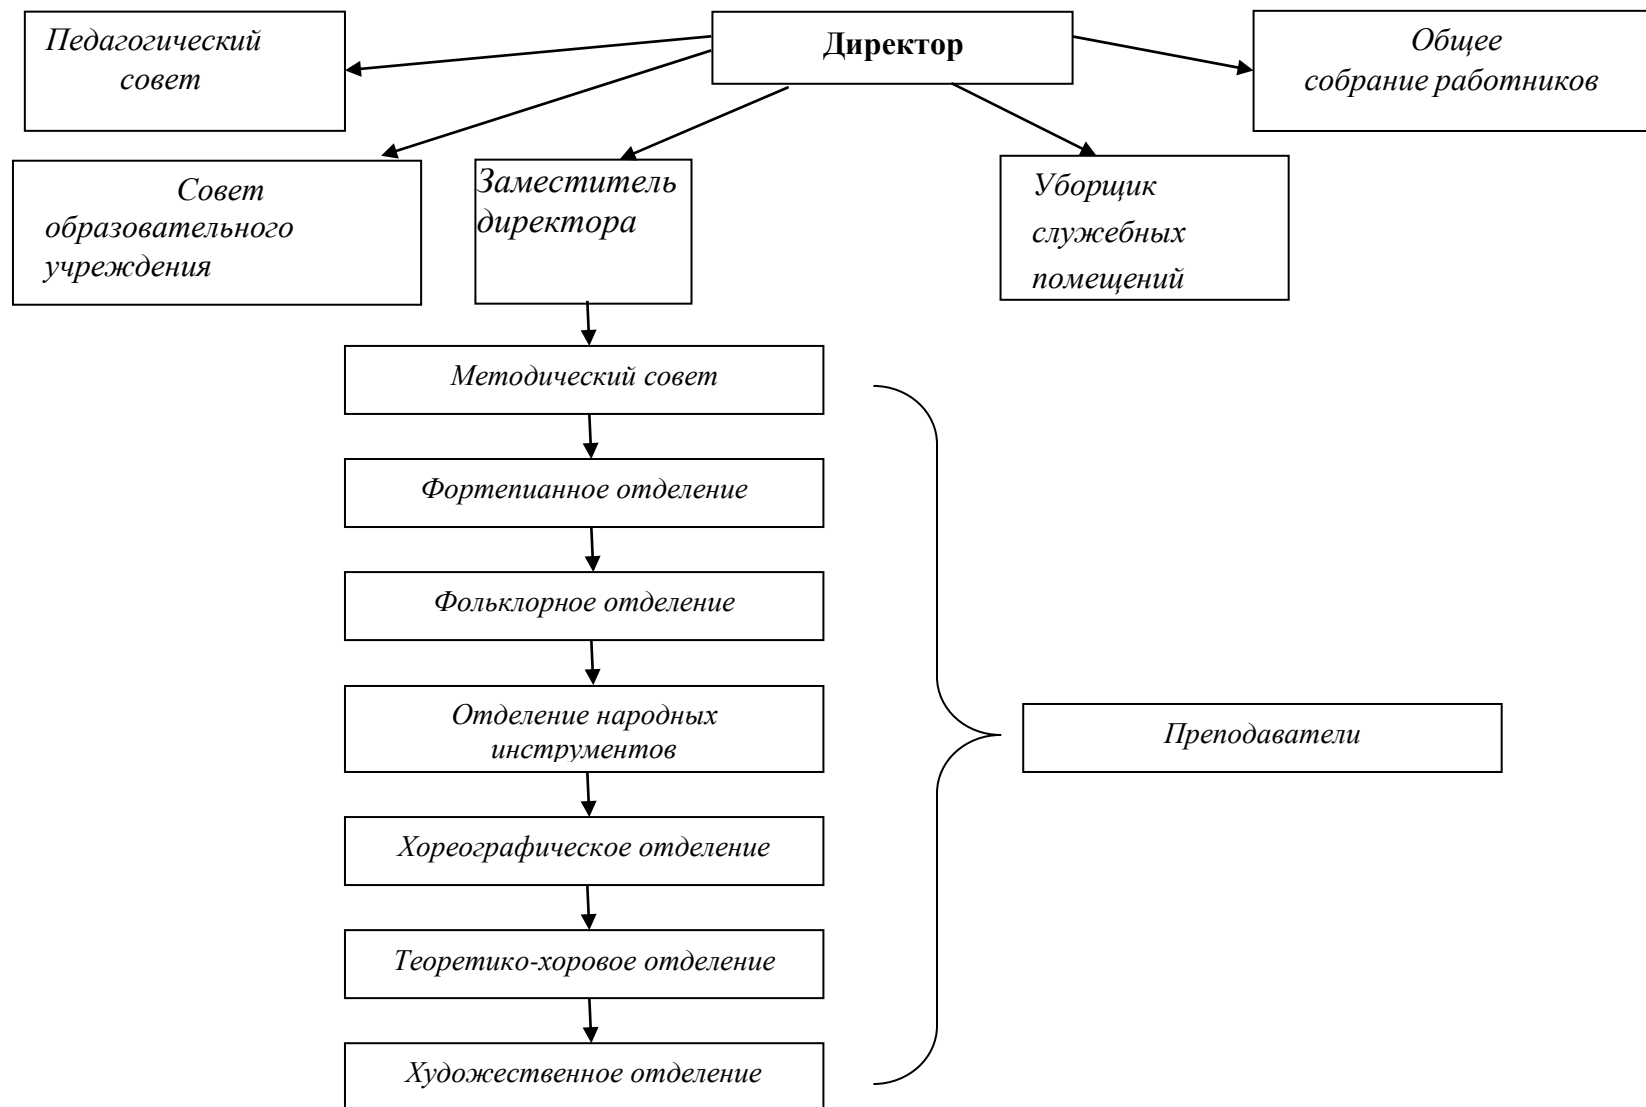 Педагогический
совет
Директор
Общее
собрание работников
Совет
образовательного
учреждения
Заместитель
директора
Уборщик
служебных
помещений
Методический совет
Фортепианное отделение
Фольклорное отделение
Отделение народных
инструментов
Преподаватели
Хореографическое отделение
Теоретико-хоровое отделение
Художественное отделение